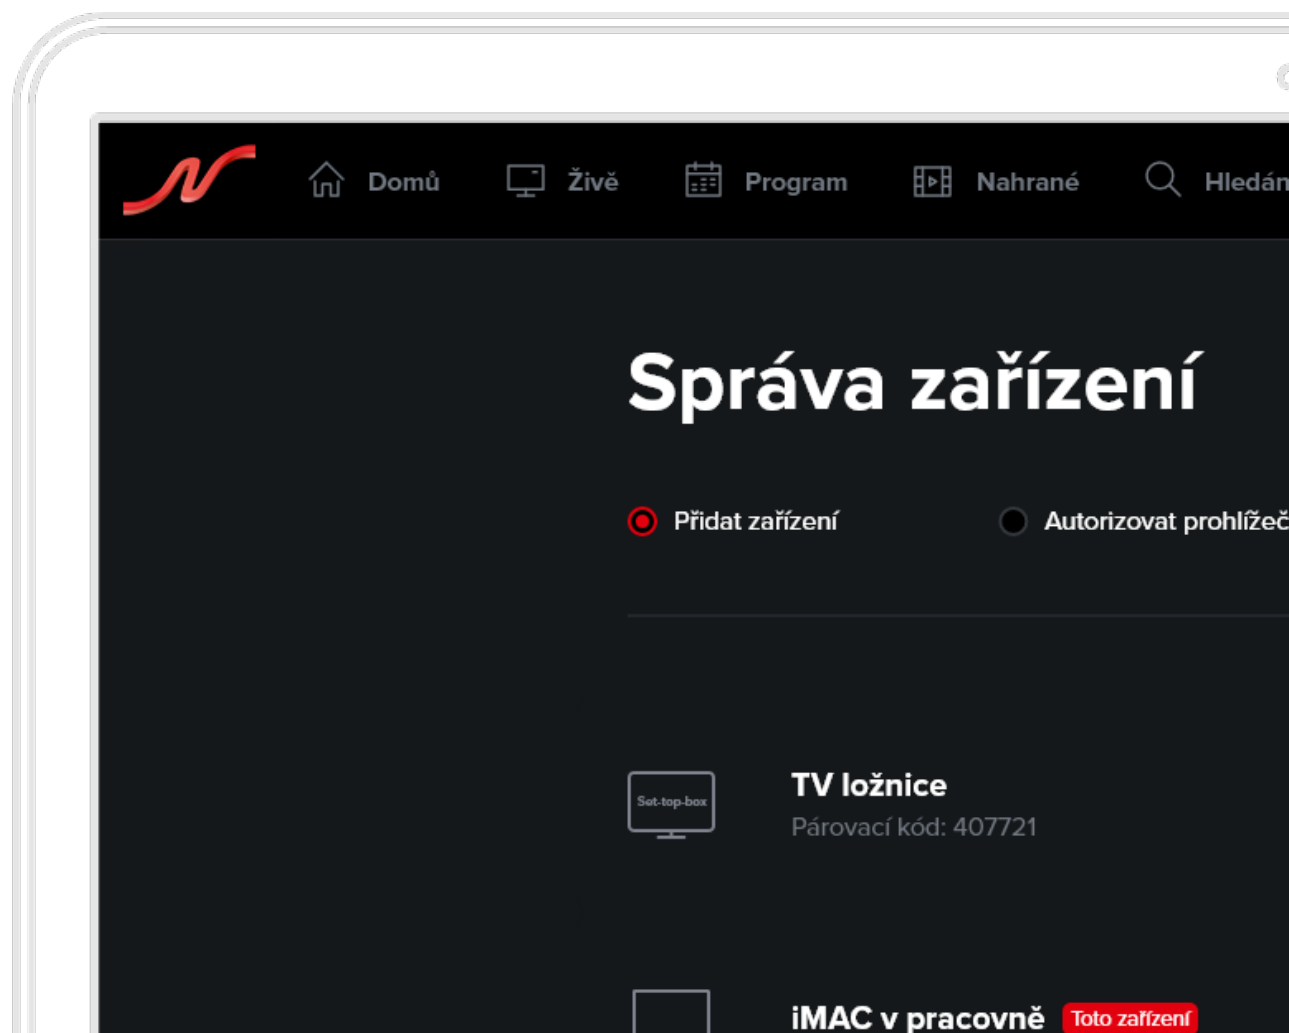 Domů Živě Program Nahrané Hledán
Správa zařízení
Přidat zařízení Autorizovat prohlížeč
Set-top-box
TV ložnice
Párovací kód: 407721
iMAC v pracovně Toto zařízení